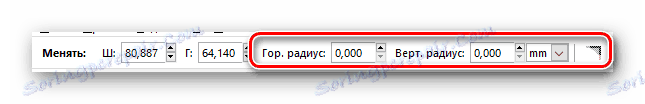 Менять: Ш: 80,887 Г: 64,140 Гор. радиус: 0,000 Верт. радиус: 0,000 mm